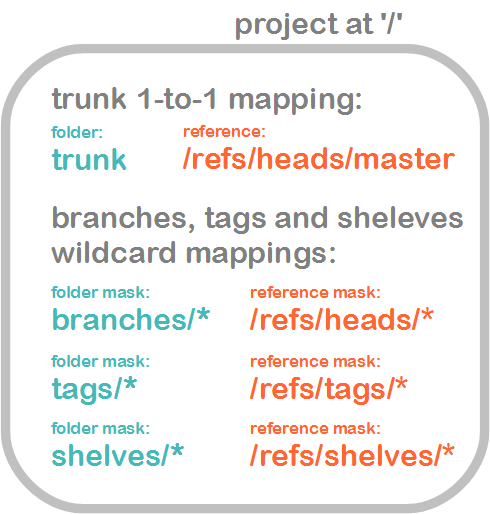 project at '/'
trunk 1-to-1 mapping:
folder: reference:
trunk /refs/heads/master
branches, tags and sheleves
wildcard mappings:
folder mask: reference mask:
branches/* /refs/heads/*
folder mask: reference mask:
tags/* /refs/tags/*
folder mask: reference mask:
shelves/* /refs/shelves/*